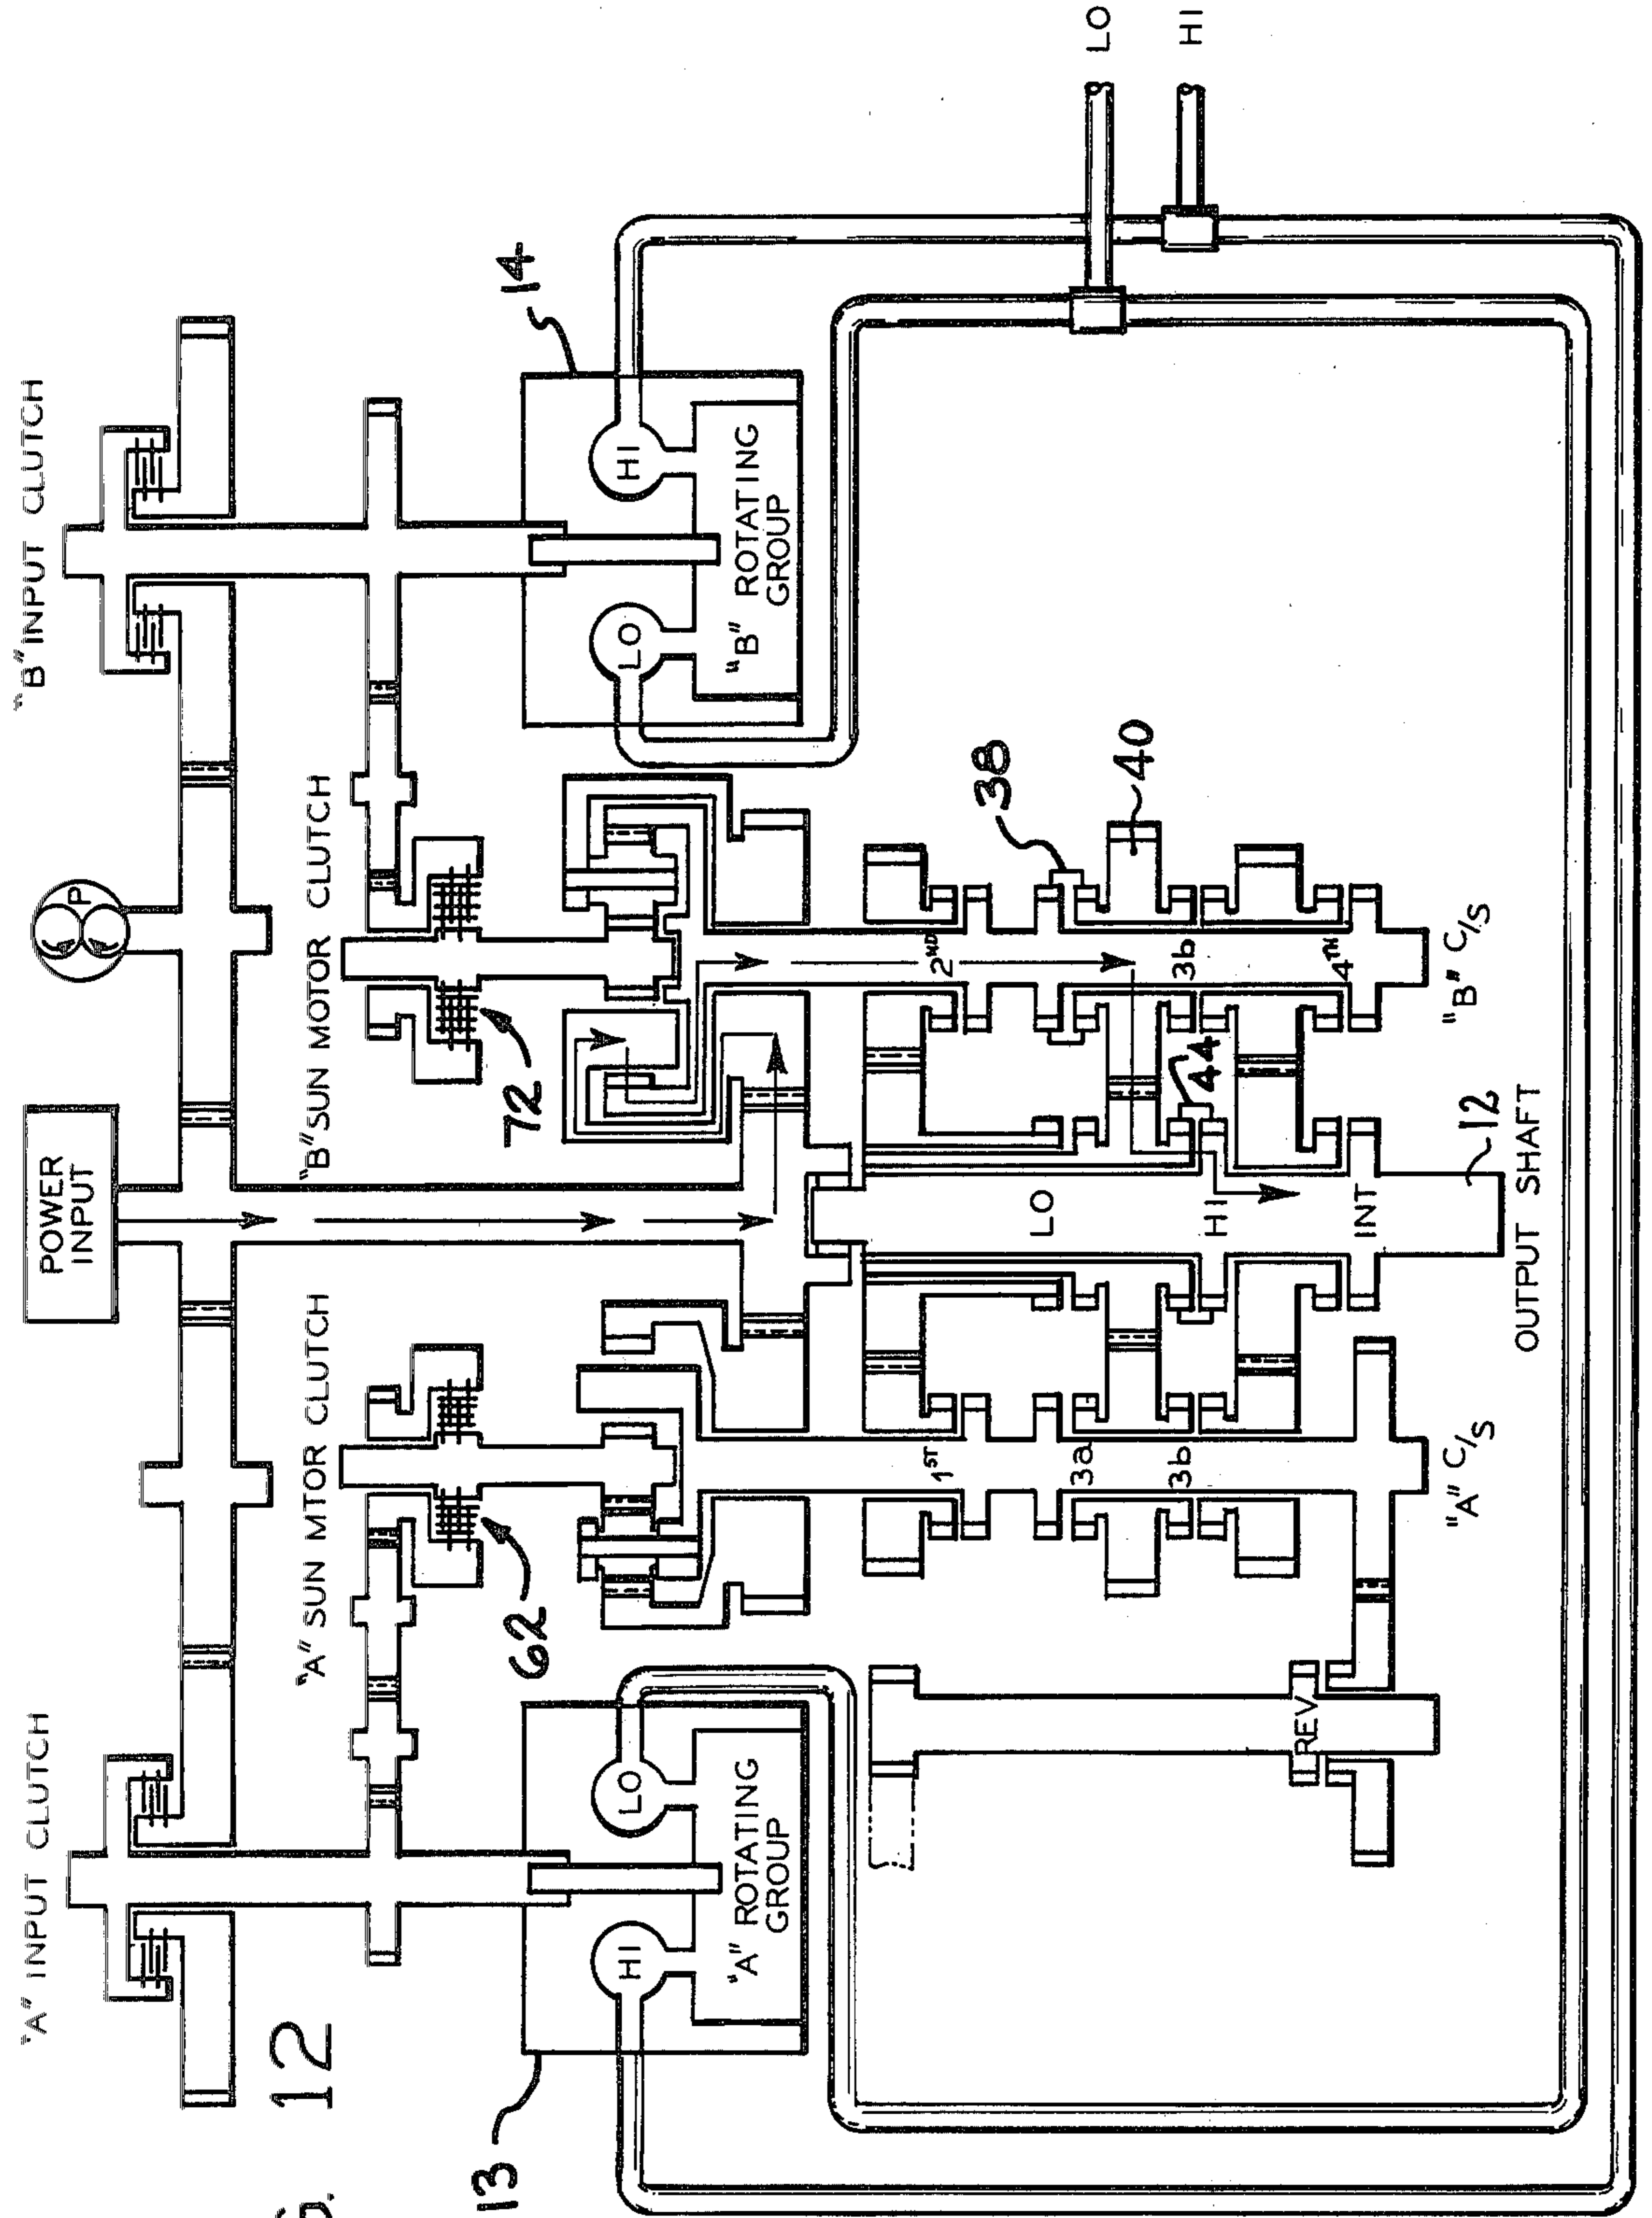 "A" INPUT CLUTCH
"B" INPUT CLUTCH
POWER
INPUT
P
"A" SUN MTOR CLUTCH
"B" SUN MOTOR CLUTCH
12
13
62
72
14
HI
LO
"A" ROTATING
GROUP
LO
HI
"B" ROTATING
GROUP
1ST
3a
3b
REV
"A" C/S
LO
HI
INT
OUTPUT SHAFT
12
44
2ND
3b
4TH
"B" C/S
38
40
LO
HI